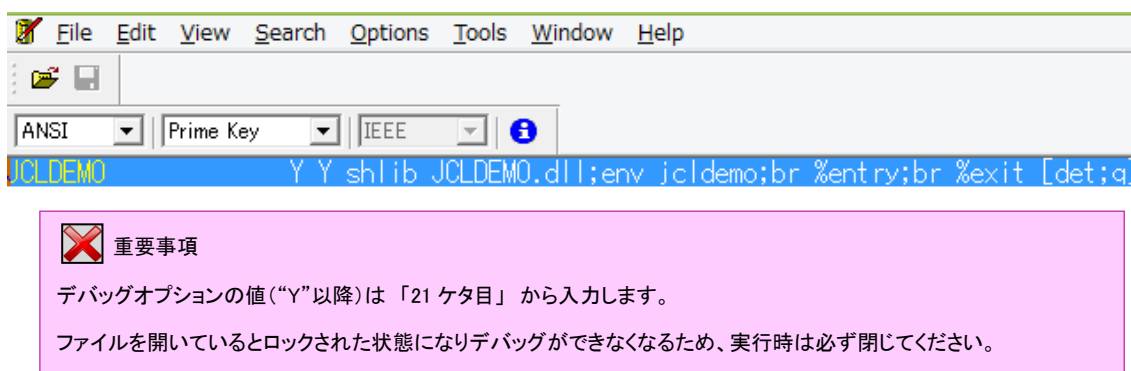 File Edit View Search Options Tools Window Help
ANSI Prime Key IEEE
JCLDEMO Y Y shlib JCLDEMO.dll;env jcldemo;br %entry;br %exit [det;q]
重要事項
デバッグオプションの値(“Y”以降)は 「21 ケタ目」 から入力します。
ファイルを開いているとロックされた状態になりデバッグができなくなるため、実行時は必ず閉じてください。